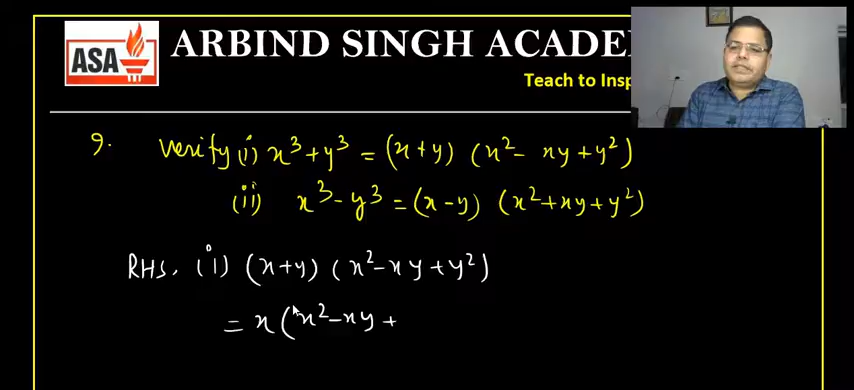 ASA
ARBIND SINGH ACADE
Teach to Insp
9. Verify (i) x³+y³ = (x+y) (x²- xy+y²)
(ii) x³-y³ = (x-y) (x²+xy+y²)
RHS. (i) (x+y) (x²-xy+y²)
= x(x²-xy+